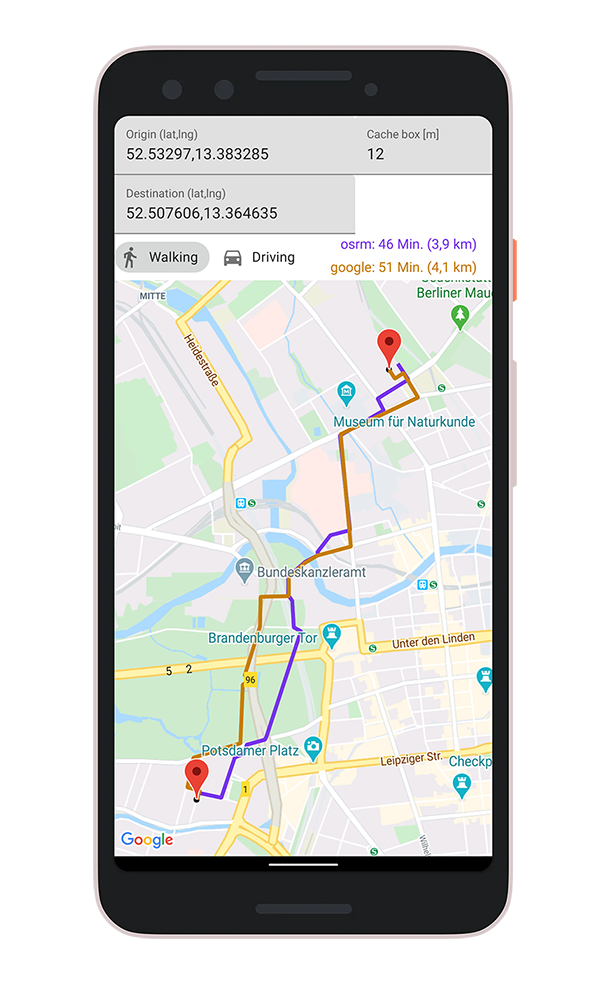 Origin (lat,lng)
52.53297,13.383285
Cache box [m]
12
Destination (lat,lng)
52.507606,13.364635
Walking
Driving
osrm: 46 Min. (3,9 km)
google: 51 Min. (4,1 km)
MITTE
Berliner Mau
Heidestraße
S
Museum für Naturkunde
S
S
Bundeskanzleramt
S
Brandenburger Tor
Unter den Linden
S
5 2
96
Potsdamer Platz
Leipziger Str.
Checkp
1
Wilhel
Google
S